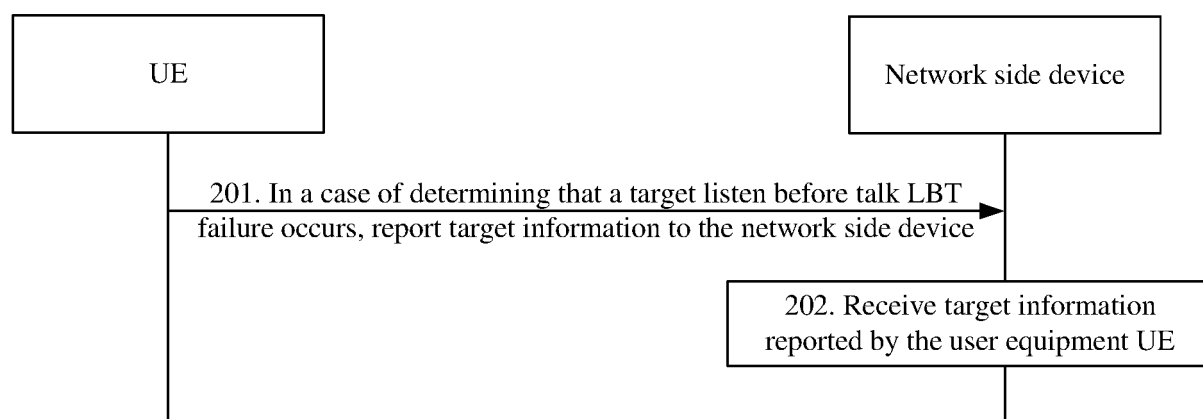 UE
Network side device
201. In a case of determining that a target listen before talk LBT
failure occurs, report target information to the network side device
202. Receive target information
reported by the user equipment UE